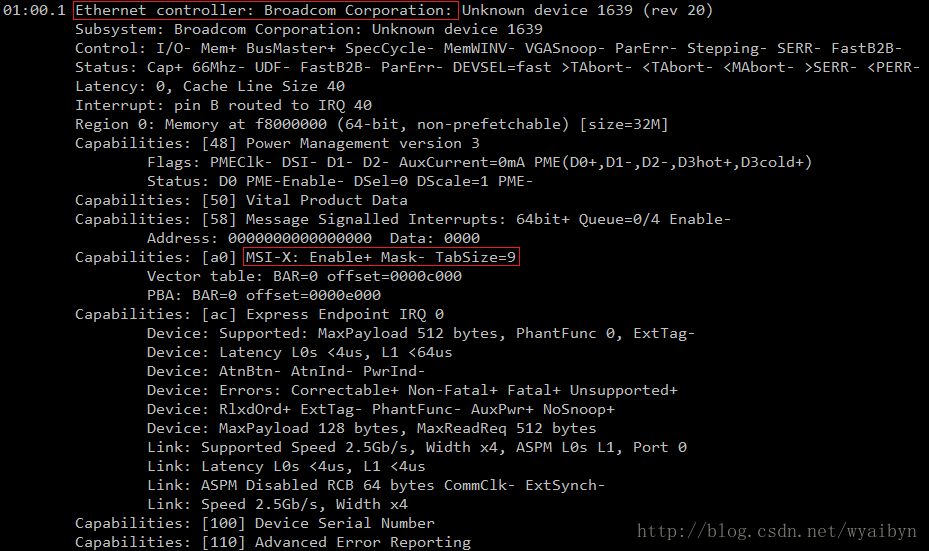 01:00.1 Ethernet controller: Broadcom Corporation: Unknown device 1639 (rev 20)
Subsystem: Broadcom Corporation: Unknown device 1639
Control: I/O- Mem+ BusMaster+ SpecCycle- MemWINV- VGASnoop- ParErr- Stepping- SERR- FastB2B-
Status: Cap+ 66Mhz- UDF- FastB2B- ParErr- DEVSEL=fast >TAbort- <TAbort- <MAbort- >SERR- <PERR-
Latency: 0, Cache Line Size 40
Interrupt: pin B routed to IRQ 40
Region 0: Memory at f8000000 (64-bit, non-prefetchable) [size=32M]
Capabilities: [48] Power Management version 3
Flags: PMEClk- DSI- D1- D2- AuxCurrent=0mA PME(D0+,D1-,D2-,D3hot+,D3cold+)
Status: D0 PME-Enable- DSel=0 DScale=1 PME-
Capabilities: [50] Vital Product Data
Capabilities: [58] Message Signalled Interrupts: 64bit+ Queue=0/4 Enable-
Address: 0000000000000000  Data: 0000
Capabilities: [a0] MSI-X: Enable+ Mask- TabSize=9
Vector table: BAR=0 offset=0000c000
PBA: BAR=0 offset=0000e000
Capabilities: [ac] Express Endpoint IRQ 0
Device: Supported: MaxPayload 512 bytes, PhantFunc 0, ExtTag-
Device: Latency L0s <4us, L1 <64us
Device: AtnBtn- AtnInd- PwrInd-
Device: Errors: Correctable+ Non-Fatal+ Fatal+ Unsupported+
Device: RlxdOrd+ ExtTag- PhantFunc- AuxPwr+ NoSnoop+
Device: MaxPayload 128 bytes, MaxReadReq 512 bytes
Link: Supported Speed 2.5Gb/s, Width x4, ASPM L0s L1, Port 0
Link: Latency L0s <4us, L1 <4us
Link: ASPM Disabled RCB 64 bytes CommClk- ExtSynch-
Link: Speed 2.5Gb/s, Width x4
Capabilities: [100] Device Serial Number
Capabilities: [110] Advanced Error Reporting
http://blog.csdn.net/wyaibyn